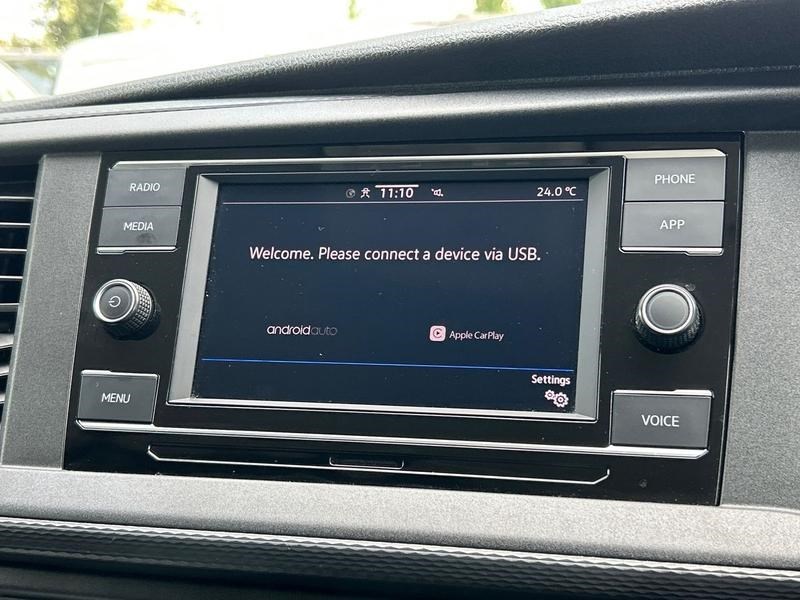 RADIO
MEDIA
MENU
11:10
24.0 °C
Welcome. Please connect a device via USB.
androidauto
Apple CarPlay
Settings
PHONE
APP
VOICE